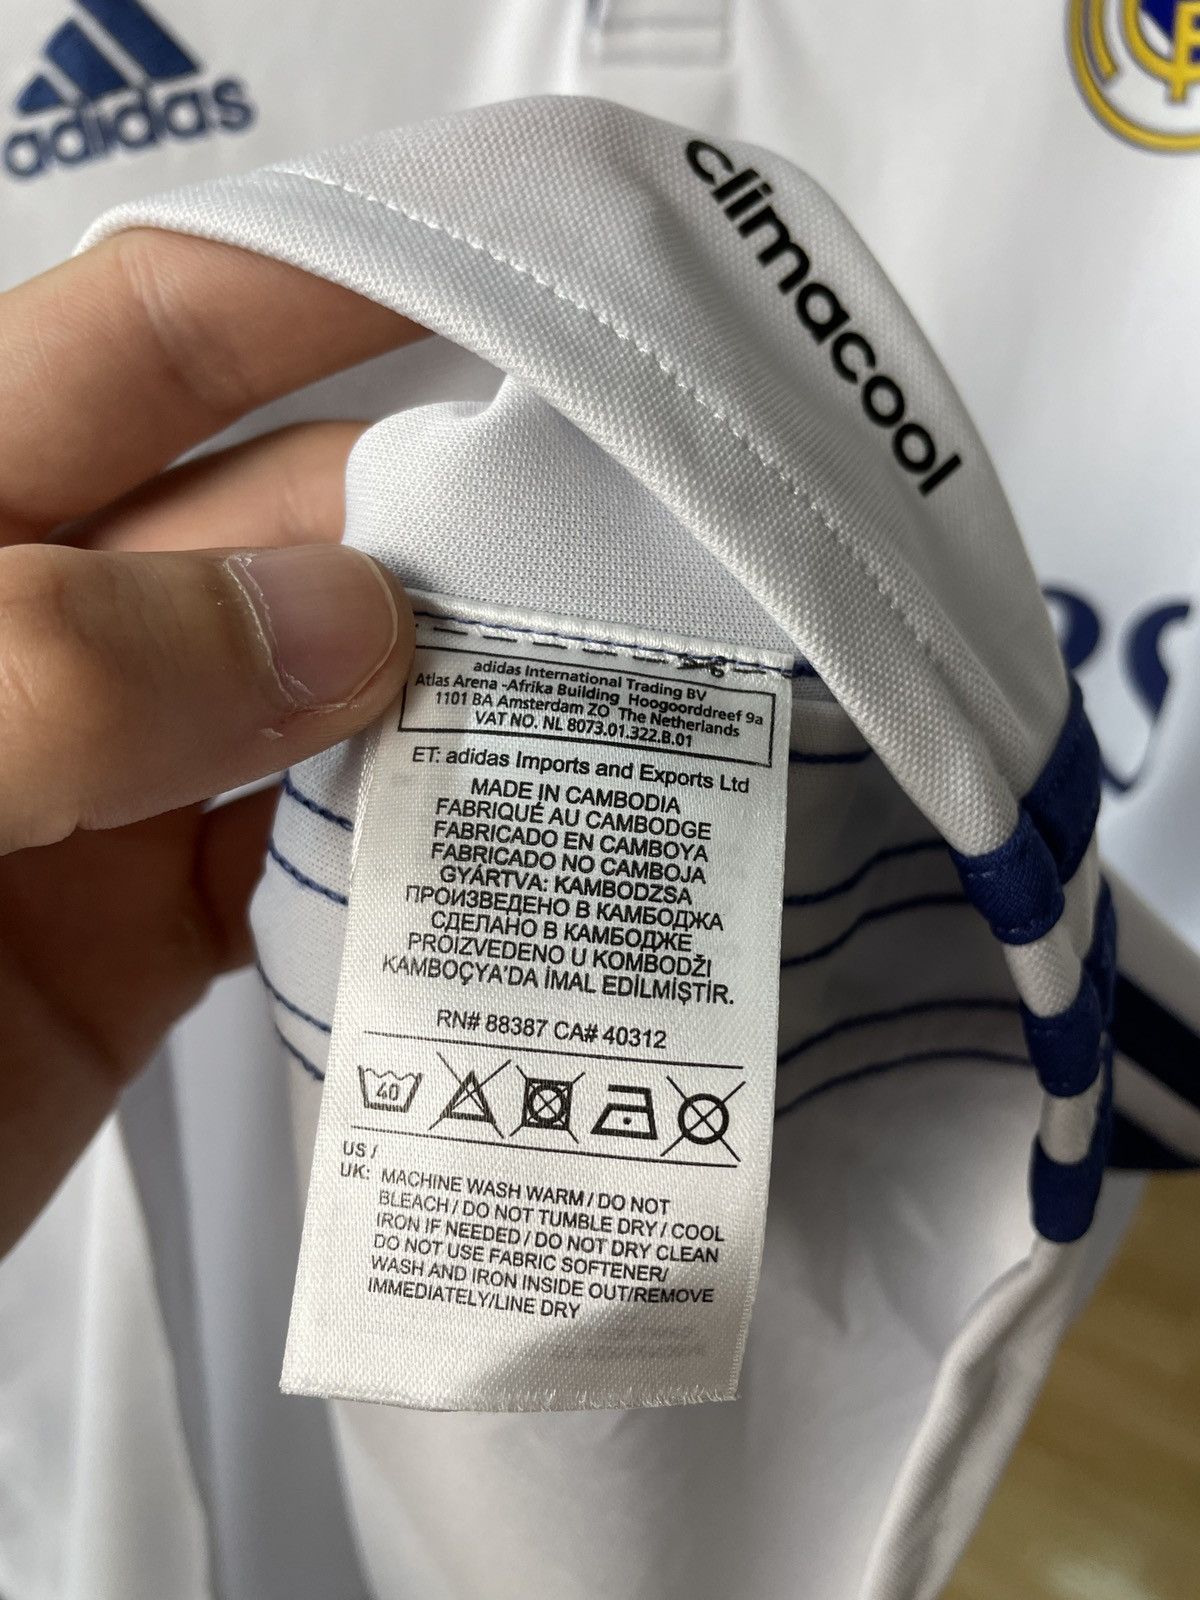 adidas
climacool
adidas International Trading BV
Atlas Arena -Afrika Building Hoogoorddreef 9a
1101 BA Amsterdam ZO The Netherlands
VAT NO. NL 8073.01.322.B.01
ET: adidas Imports and Exports Ltd
MADE IN CAMBODIA
FABRIQUÉ AU CAMBODGE
FABRICADO EN CAMBOYA
FABRICADO NO CAMBOJA
GYÁRTVA: KAMBODZSA
ПРОИЗВЕДЕНО В КАМБОДЖА
СДЕЛАНО В КАМБОДЖЕ
PROIZVEDENO U KOMBODŽI
KAMBOÇYA'DA İMAL EDİLMİŞTİR.
RN# 88387 CA# 40312
40
US /
UK: MACHINE WASH WARM / DO NOT
BLEACH / DO NOT TUMBLE DRY / COOL
IRON IF NEEDED / DO NOT DRY CLEAN
DO NOT USE FABRIC SOFTENER/
WASH AND IRON INSIDE OUT/REMOVE
IMMEDIATELY/LINE DRY